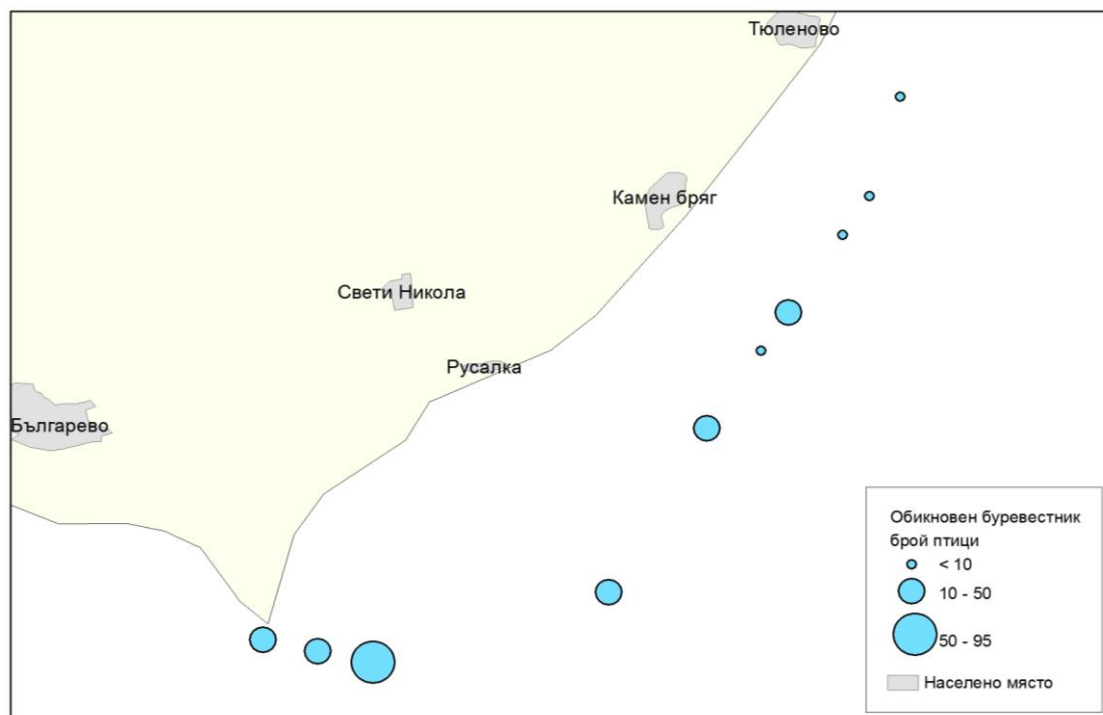 Тюленово
Камен бряг
Свети Никола
Русалка
Българево
Обикновен буревестник
брой птици
< 10
10 - 50
50 - 95
Населено място